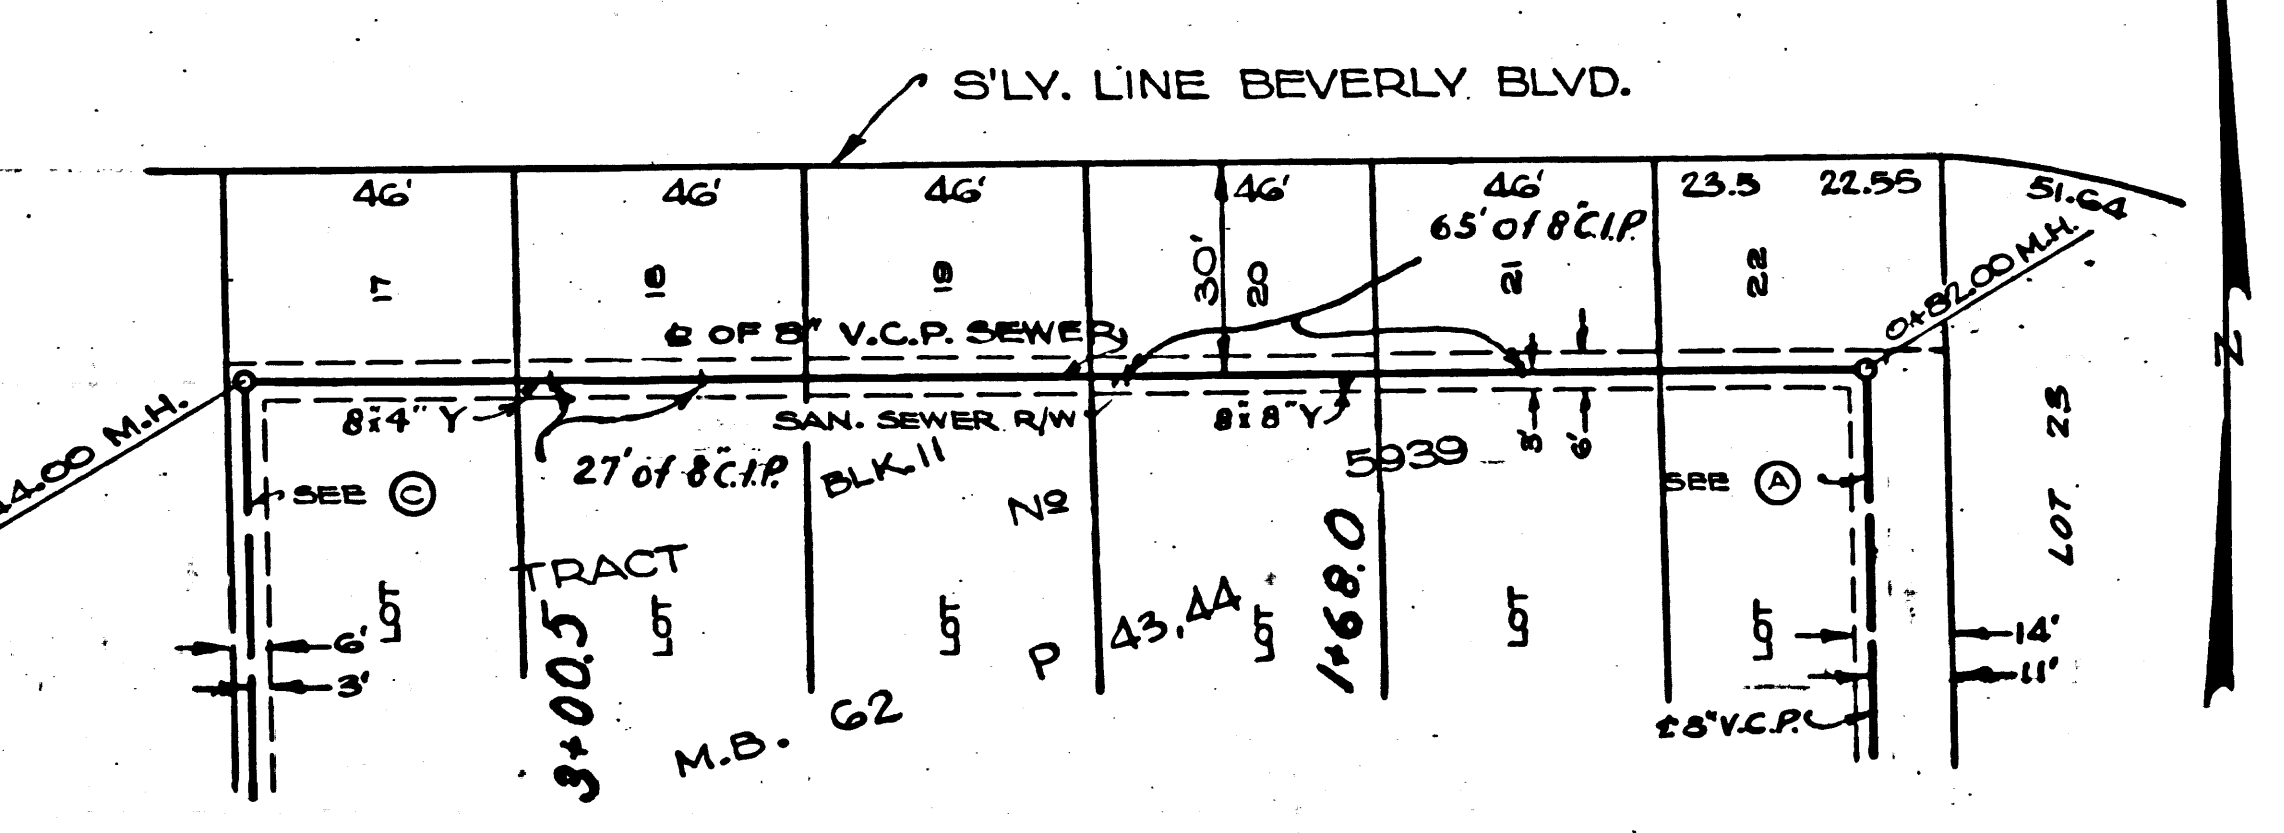 S'LY. LINE BEVERLY BLVD.
46' 46' 46' 46' 46' 23.5 22.55 51.64
65' of 8" C.I.P.
30'
17 18 19 20 21 22
0+82.00 M.H.
℄ OF 8" V.C.P. SEWER
N
4.00 M.H.
8"x4" Y
SAN. SEWER R/W
8"x8" Y
3' 6'
27' of 8" C.I.P.
BLK. 11
5939
SEE C
SEE A
LOT 23
Nº
TRACT
LOT LOT LOT LOT LOT LOT
3+00.5
1+68.0
P 43,44
6'
3'
14'
11'
M.B. 62
℄ 8" V.C.P.